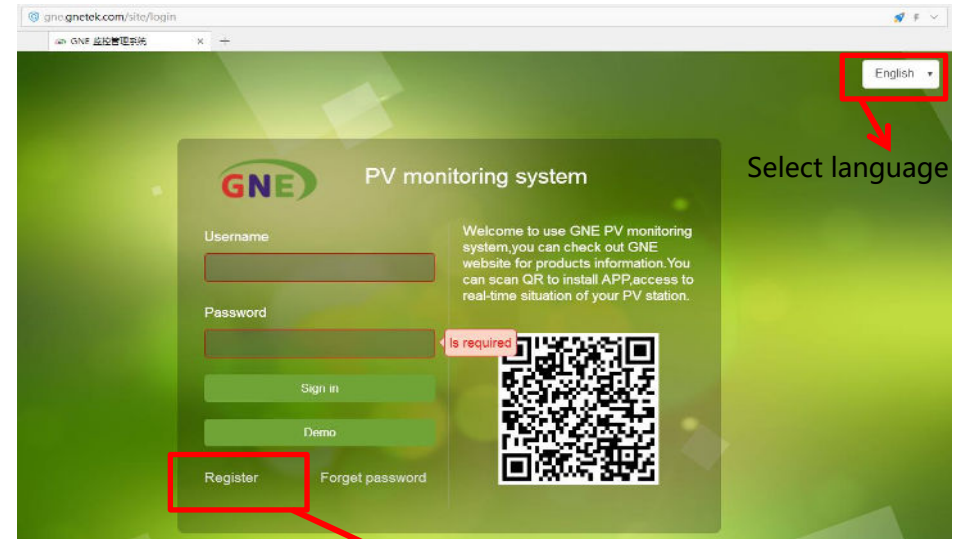 gne.gnetek.com/site/login
GNE 监控管理系统
English
Select language
GNE
PV monitoring system
Username
Password
Is required
Sign in
Demo
Register
Forget password
Welcome to use GNE PV monitoring
system,you can check out GNE
website for products information.You
can scan QR to install APP,access to
real-time situation of your PV station.